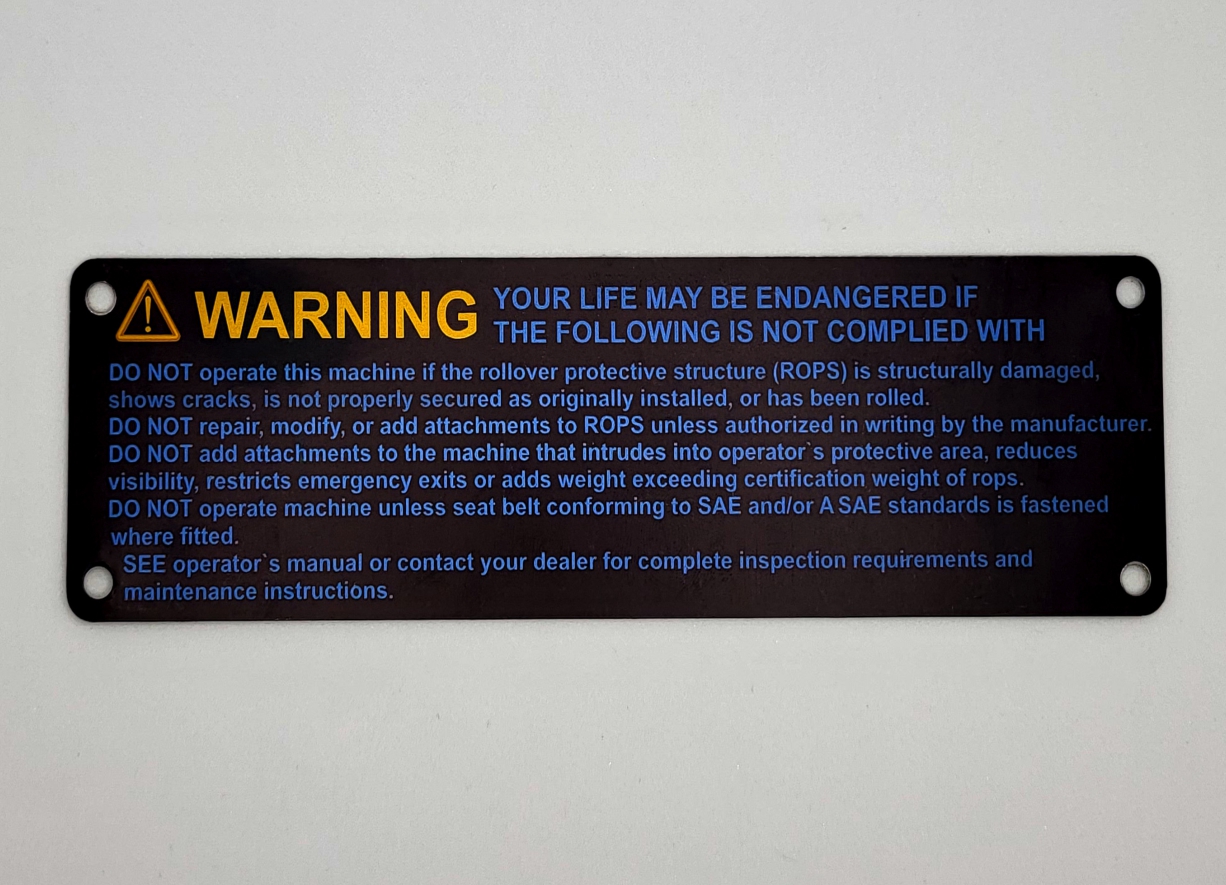 WARNING YOUR LIFE MAY BE ENDANGERED IF
THE FOLLOWING IS NOT COMPLIED WITH
DO NOT operate this machine if the rollover protective structure (ROPS) is structurally damaged,
shows cracks, is not properly secured as originally installed, or has been rolled.
DO NOT repair, modify, or add attachments to ROPS unless authorized in writing by the manufacturer.
DO NOT add attachments to the machine that intrudes into operator`s protective area, reduces
visibility, restricts emergency exits or adds weight exceeding certification weight of rops.
DO NOT operate machine unless seat belt conforming to SAE and/or A SAE standards is fastened
where fitted.
SEE operator`s manual or contact your dealer for complete inspection requirements and
maintenance instructions.